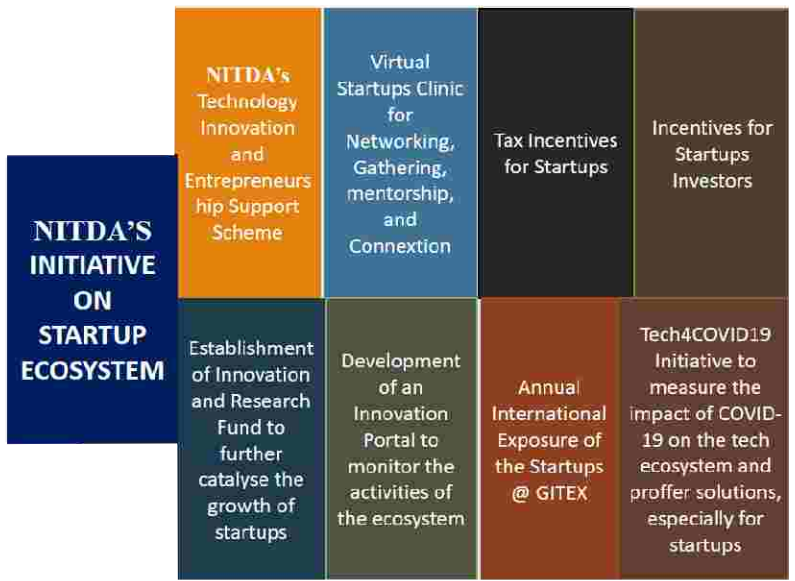 NITDA'S
INITIATIVE
ON
STARTUP
ECOSYSTEM
NITDA's
Technology
Innovation
and
Entrepreneurs
hip Support
Scheme
Virtual
Startups Clinic
for
Networking,
Gathering,
mentorship,
and
Connextion
Tax Incentives
for Startups
Incentives for
Startups
Investors
Establishment
of Innovation
and Research
Fund to
further
catalyse the
growth of
startups
Development
of an
Innovation
Portal to
monitor the
activities of
the ecosystem
Annual
International
Exposure of
the Startups
@ GITEX
Tech4COVID19
Initiative to
measure the
impact of COVID-
19 on the tech
ecosystem and
proffer solutions,
especially for
startups